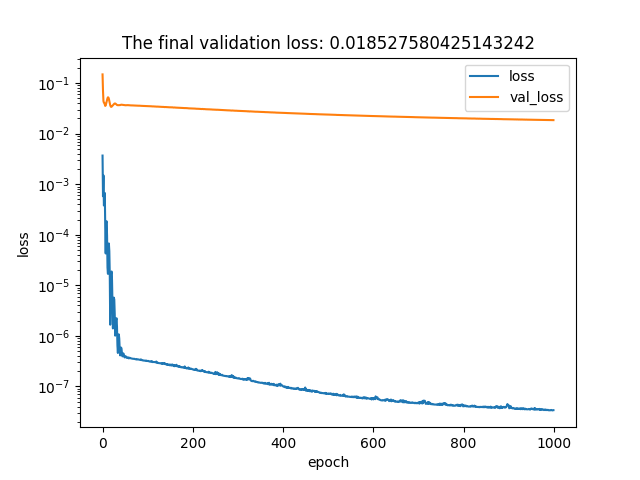 The final validation loss: 0.018527580425143242
loss
val_loss
10⁻¹
10⁻²
10⁻³
10⁻⁴
10⁻⁵
10⁻⁶
10⁻⁷
loss
0 200 400 600 800 1000
epoch